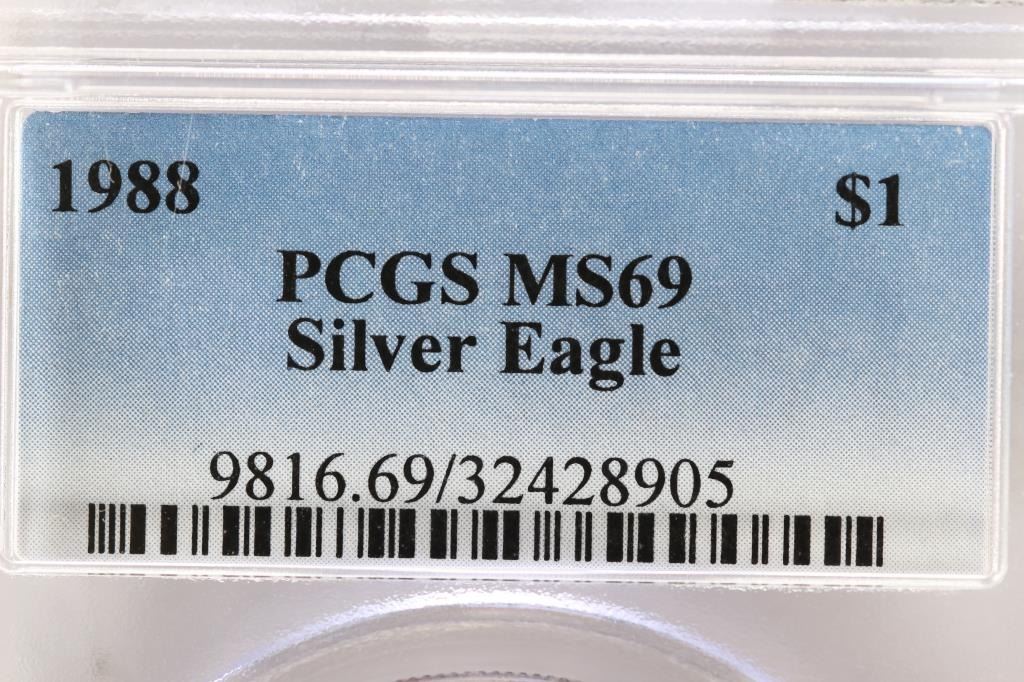 1988 $1
PCGS MS69
Silver Eagle
9816.69/32428905